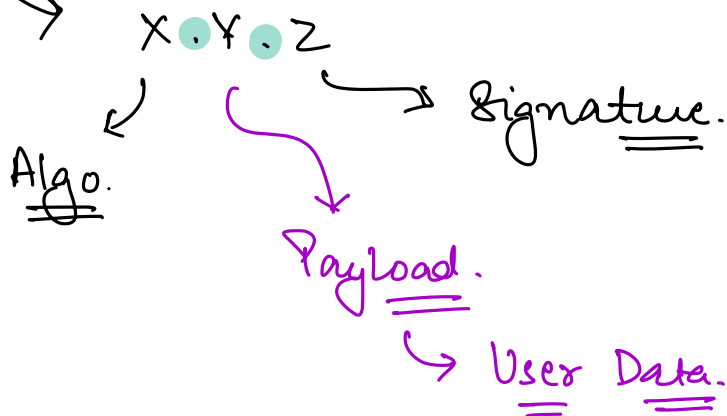 X . Y . Z
Signature.
Algo.
Payload.
User Data.